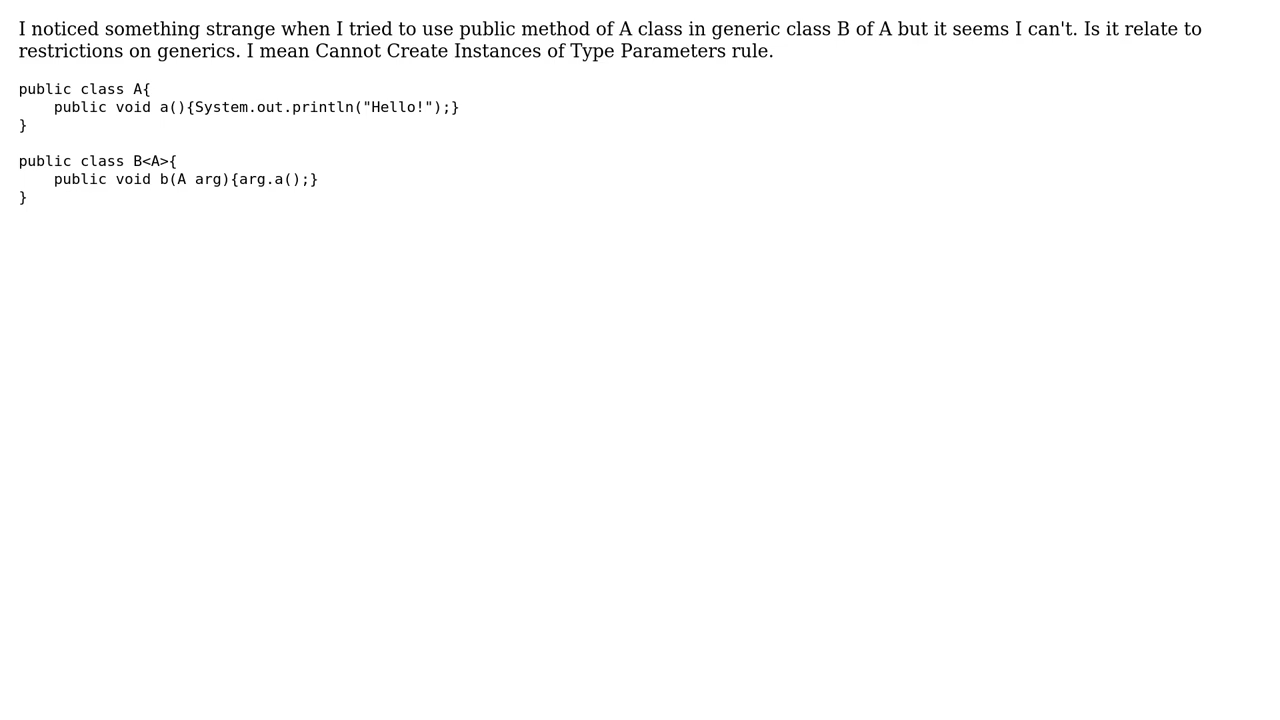 I noticed something strange when I tried to use public method of A class in generic class B of A but it seems I can't. Is it relate to
restrictions on generics. I mean Cannot Create Instances of Type Parameters rule.
public class A{
    public void a(){System.out.println("Hello!");}
}
public class B<A>{
    public void b(A arg){arg.a();}
}